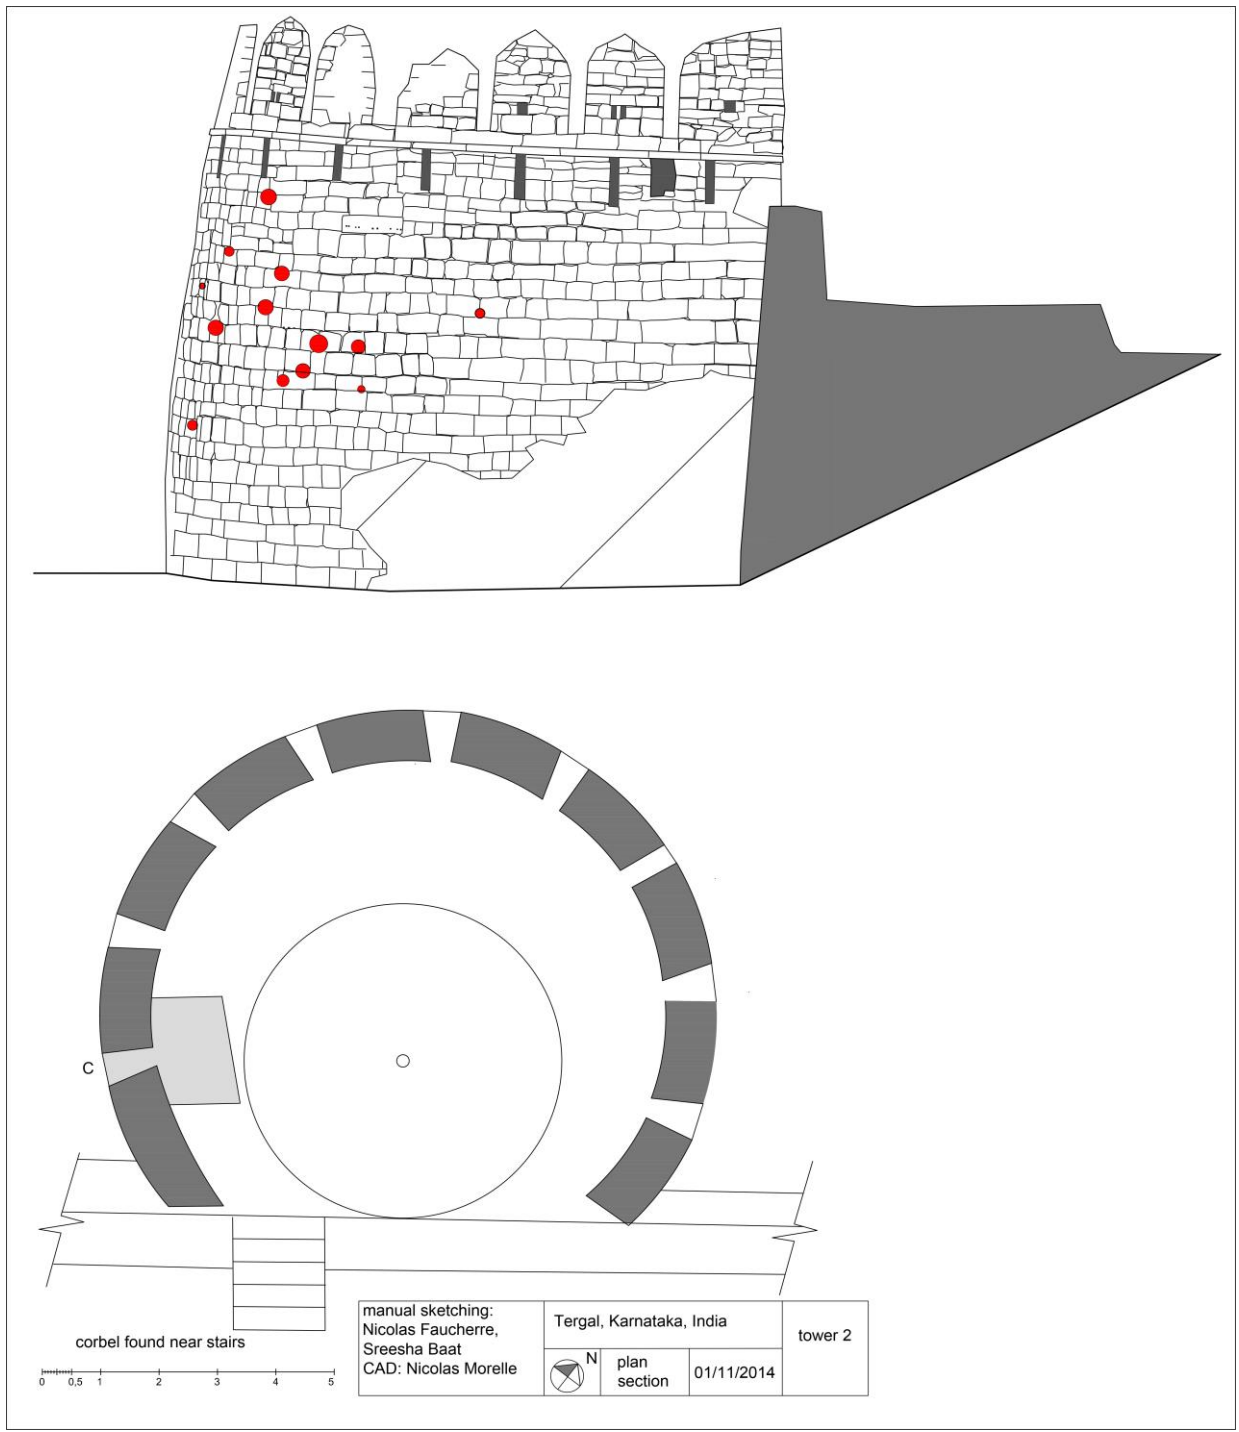 C
corbel found near stairs
0 0,5 1 2 3 4 5
manual sketching:
Nicolas Faucherre,
Sreesha Baat
CAD: Nicolas Morelle
Tergal, Karnataka, India
N
plan
section
01/11/2014
tower 2